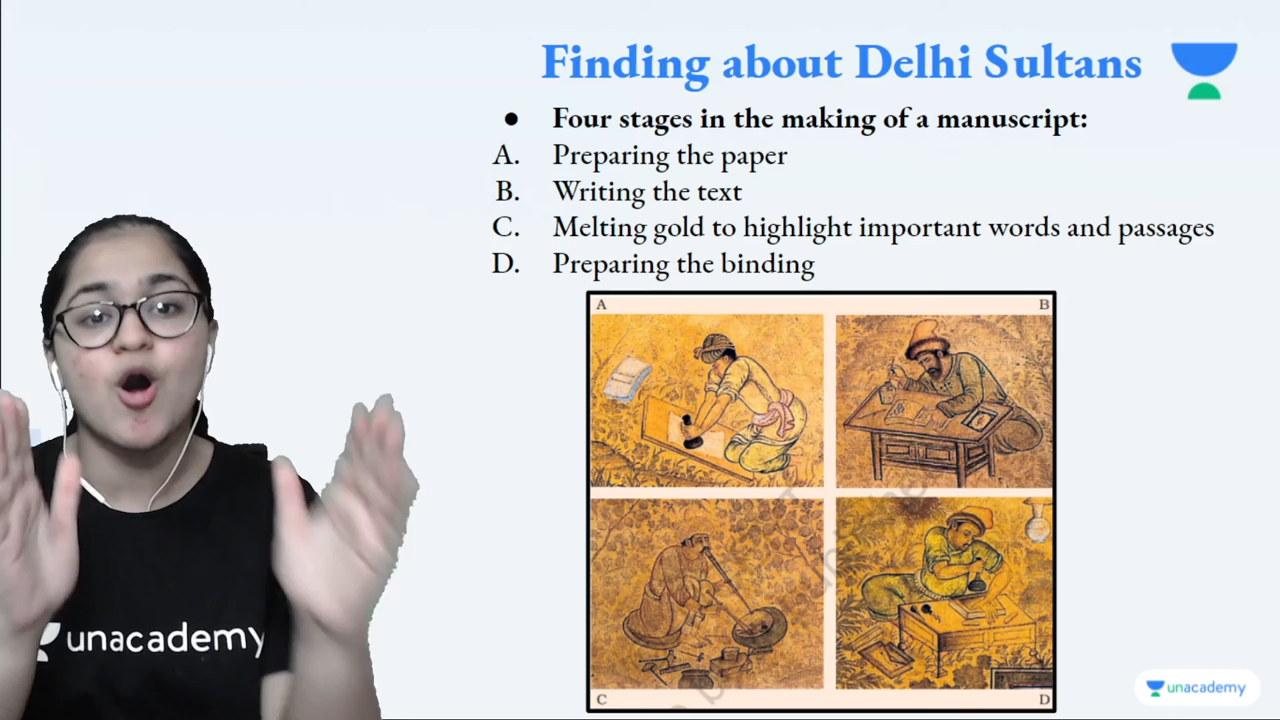 Finding about Delhi Sultans
● Four stages in the making of a manuscript:
A. Preparing the paper
B. Writing the text
C. Melting gold to highlight important words and passages
D. Preparing the binding
A
B
C
D
unacademy
unacademy